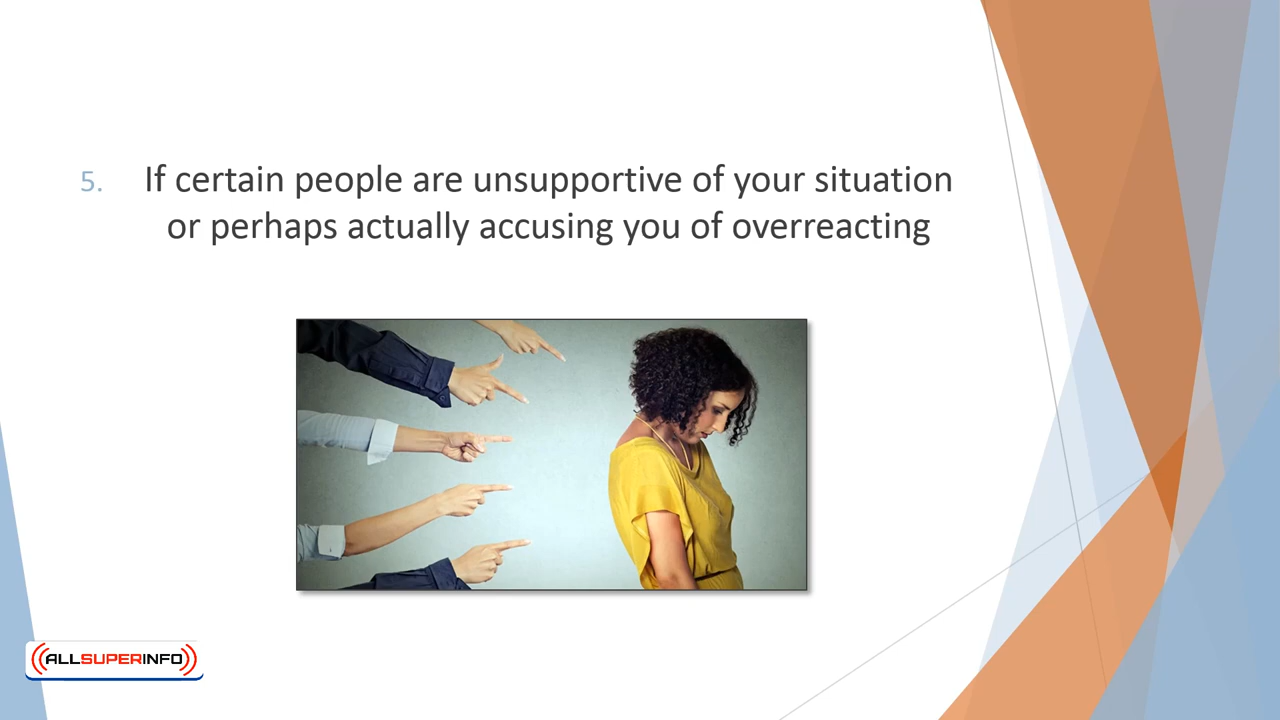 5. If certain people are unsupportive of your situation
or perhaps actually accusing you of overreacting
((ALLSUPERINFO))